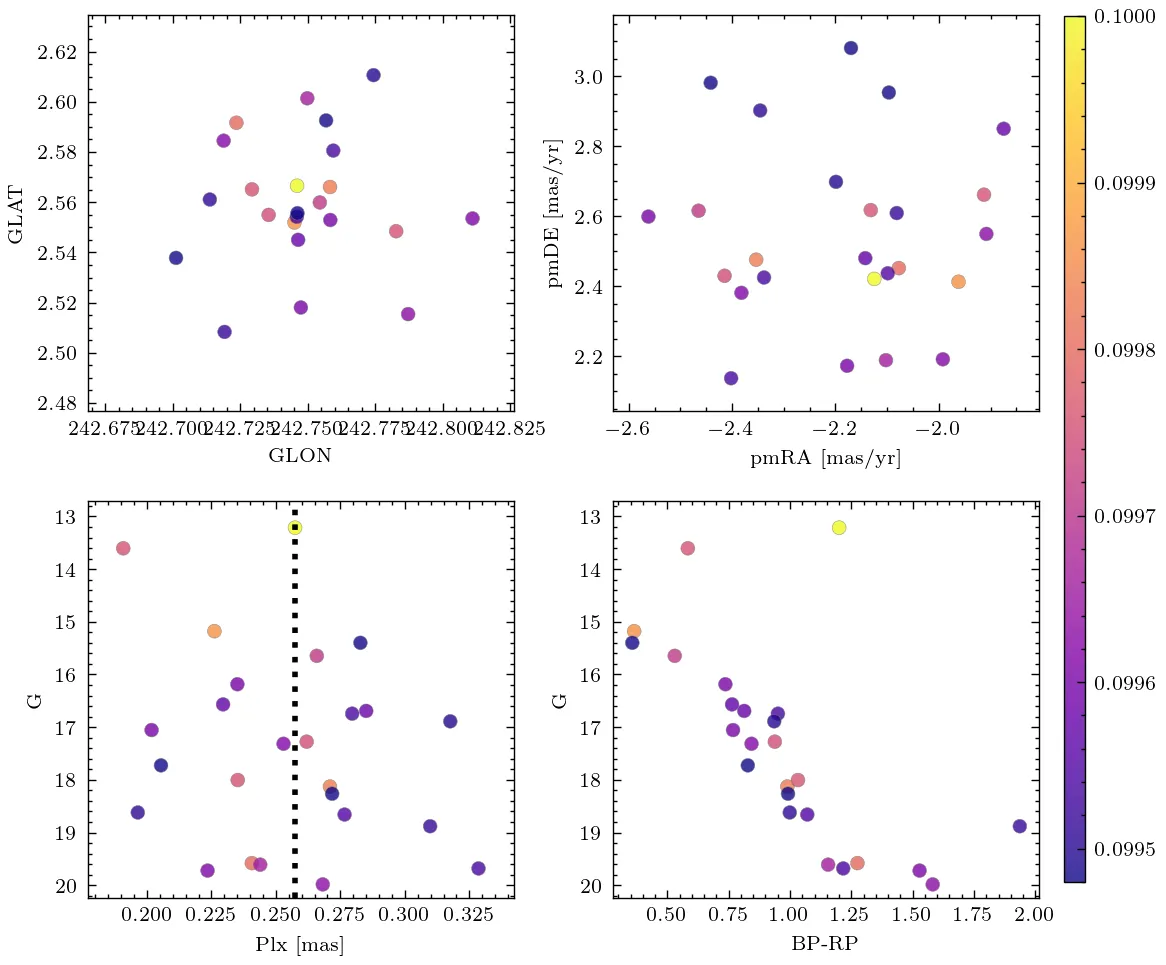 2.62
2.60
2.58
2.56
2.54
2.52
2.50
2.48
GLAT
242.675 242.700 242.725 242.750 242.775 242.800 242.825
GLON
3.0
2.8
2.6
2.4
2.2
pmDE [mas/yr]
−2.6 −2.4 −2.2 −2.0
pmRA [mas/yr]
0.1000
0.0999
0.0998
0.0997
0.0996
0.0995
13
14
15
16
17
18
19
20
G
0.200 0.225 0.250 0.275 0.300 0.325
Plx [mas]
13
14
15
16
17
18
19
20
G
0.50 0.75 1.00 1.25 1.50 1.75 2.00
BP-RP